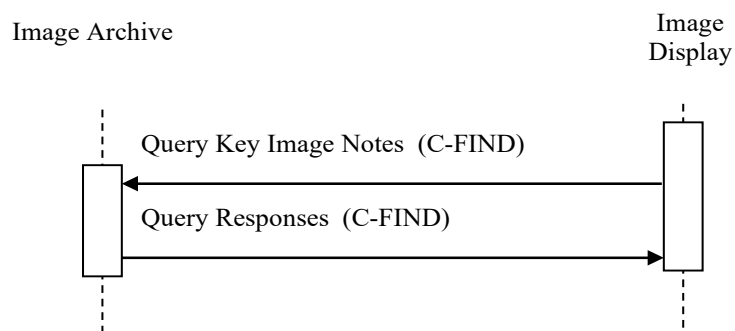 Image Archive
Image
Display
Query Key Image Notes (C-FIND)
Query Responses (C-FIND)